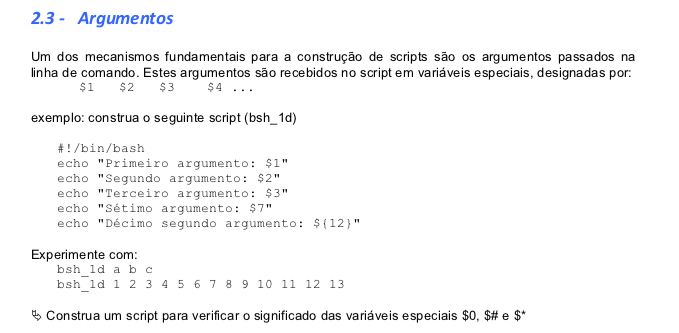 2.3 - Argumentos
Um dos mecanismos fundamentais para a construção de scripts são os argumentos passados na
linha de comando. Estes argumentos são recebidos no script em variáveis especiais, designadas por:
$1 $2 $3 $4 ...
exemplo: construa o seguinte script (bsh_1d)
#!/bin/bash
echo "Primeiro argumento: $1"
echo "Segundo argumento: $2"
echo "Terceiro argumento: $3"
echo "Sétimo argumento: $7"
echo "Décimo segundo argumento: ${12}"
Experimente com:
bsh_1d a b c
bsh_1d 1 2 3 4 5 6 7 8 9 10 11 12 13
Construa um script para verificar o significado das variáveis especiais $0, $# e $*